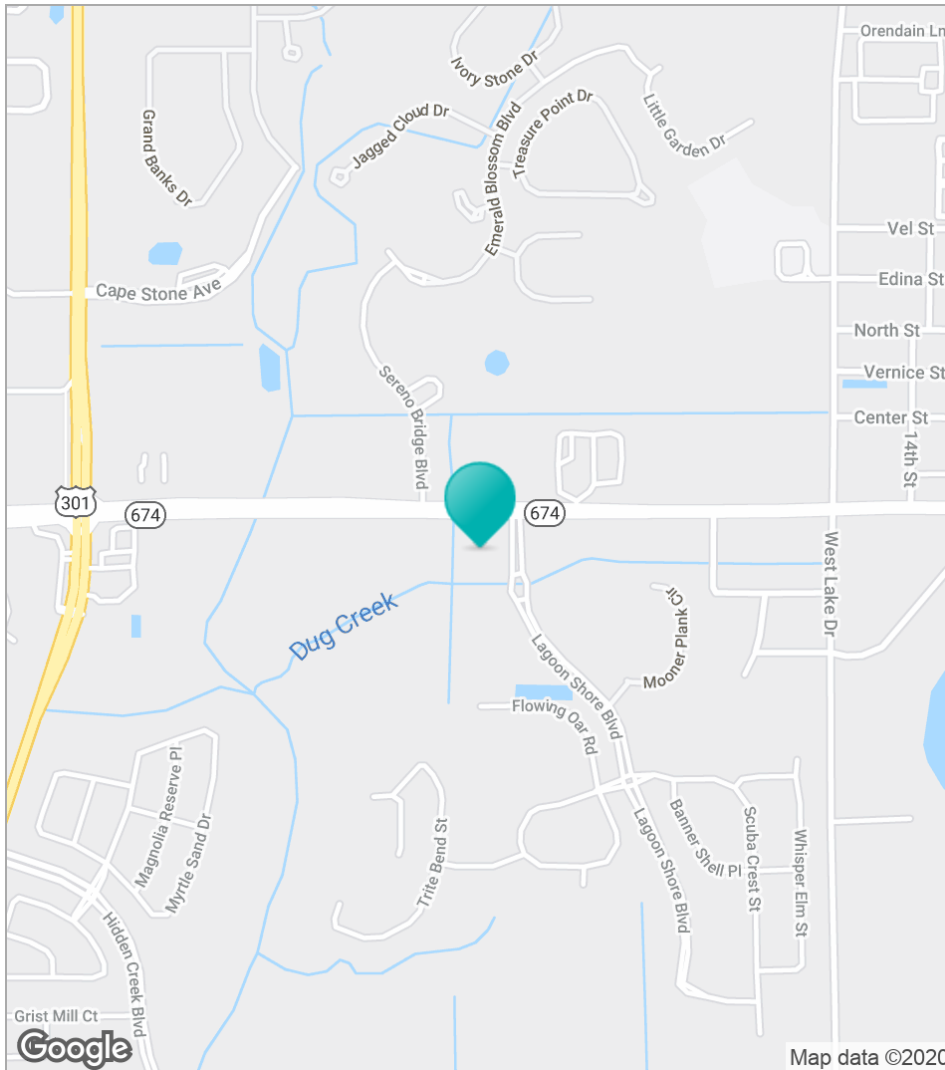 Orendain Ln
Ivory Stone Dr
Little Garden Dr
Treasure Point Dr
Jagged Cloud Dr
Grand Banks Dr
Emerald Blossom Blvd
Vel St
Edina St
Cape Stone Ave
North St
Vernice St
Sereno Bridge Blvd
Center St
14th St
301
674
674
West Lake Dr
Dug Creek
Mooner Plank Cir
Lagoon Shore Blvd
Flowing Oar Rd
Magnolia Reserve Pl
Myrtle Sand Dr
Trite Bend St
Banner Shell Pl
Scuba Crest St
Whisper Elm St
Lagoon Shore Blvd
Hidden Creek Blvd
Grist Mill Ct
Google
Map data ©2020